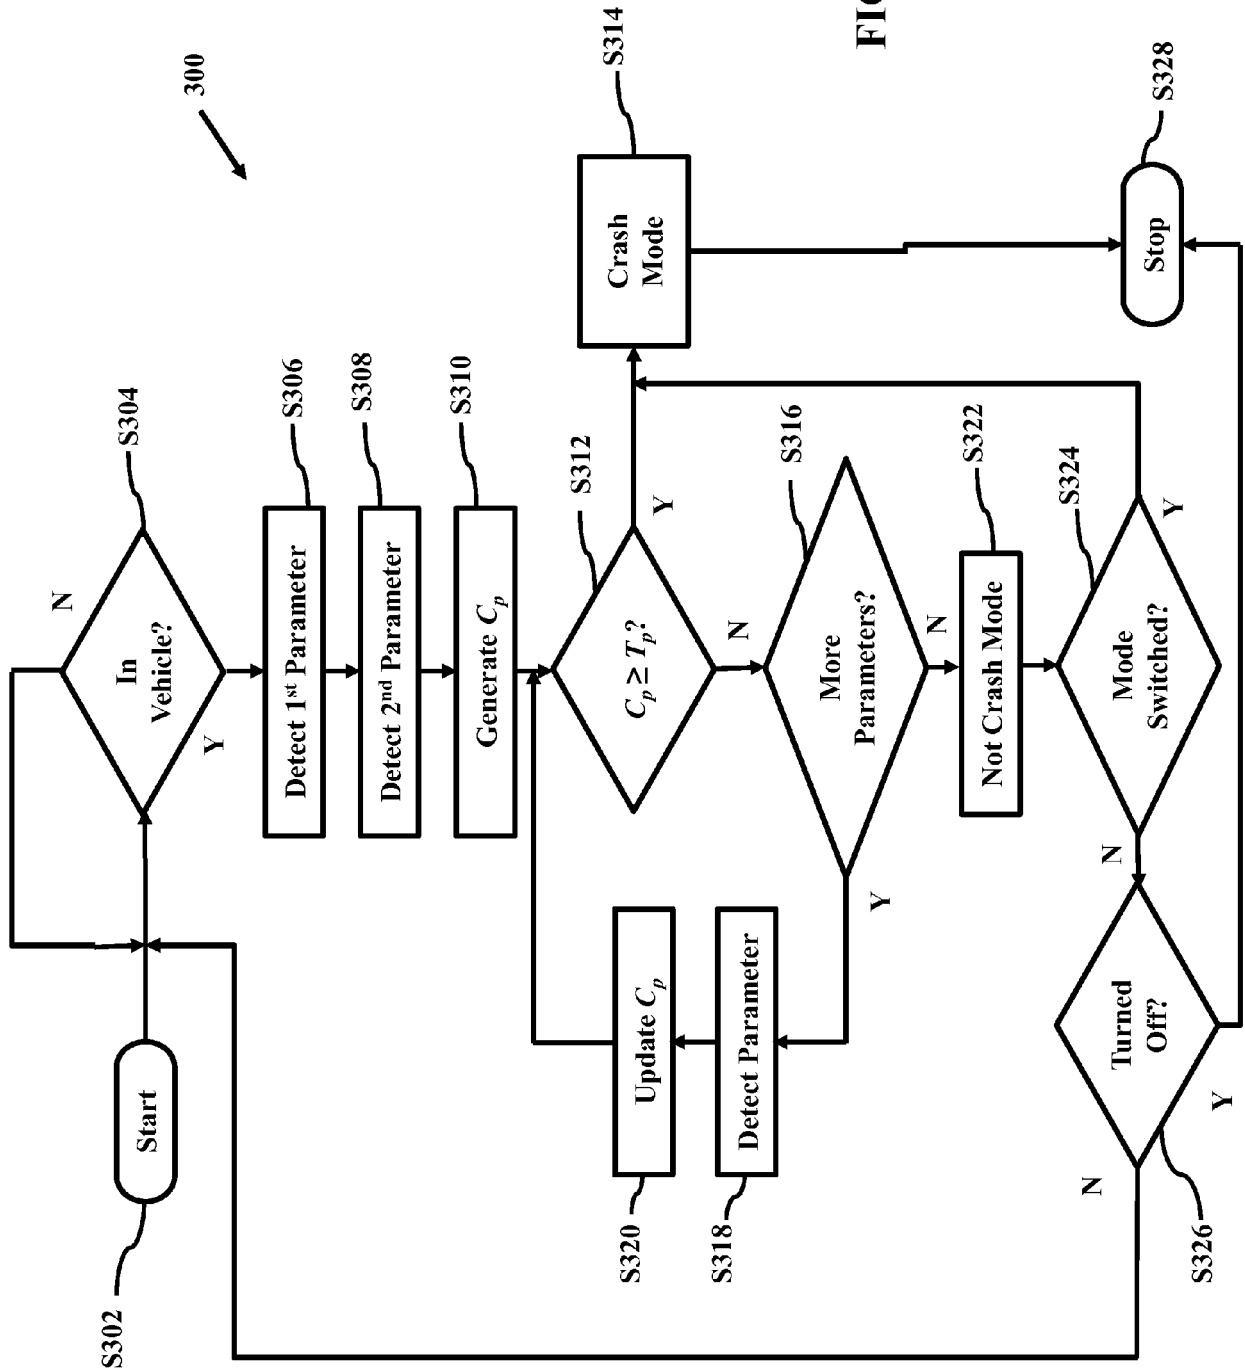 300
S302
Start
In
Vehicle?
S304
N
Y
Detect 1st Parameter
S306
Detect 2nd Parameter
S308
Generate Cp
S310
Cp ≥ Tp?
S312
Y
N
Crash
Mode
S314
More
Parameters?
S316
Y
N
Detect Parameter
S318
Update Cp
S320
Not Crash Mode
S322
Mode
Switched?
S324
Y
N
Turned
Off?
S326
N
Y
Stop
S328